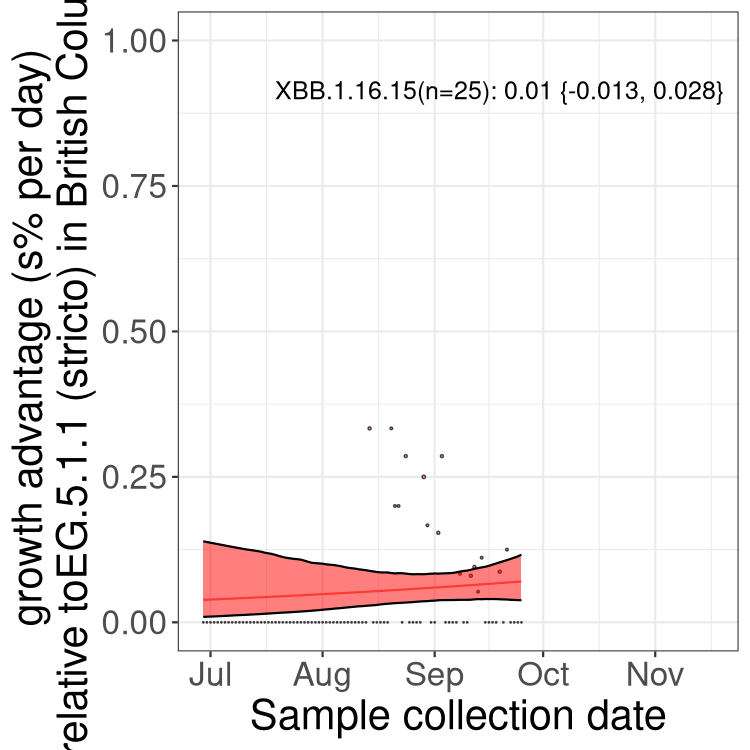 growth advantage (s% per day)
relative toEG.5.1.1 (stricto) in British Colu
1.00
0.75
0.50
0.25
0.00
XBB.1.16.15(n=25): 0.01 {-0.013, 0.028}
Jul Aug Sep Oct Nov
Sample collection date